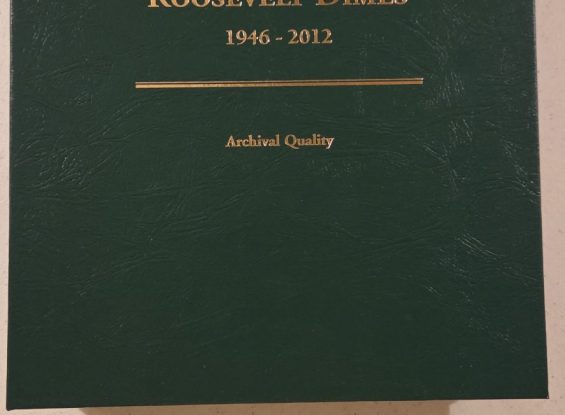 ROOSEVELT DIMES
1946 - 2012
Archival Quality